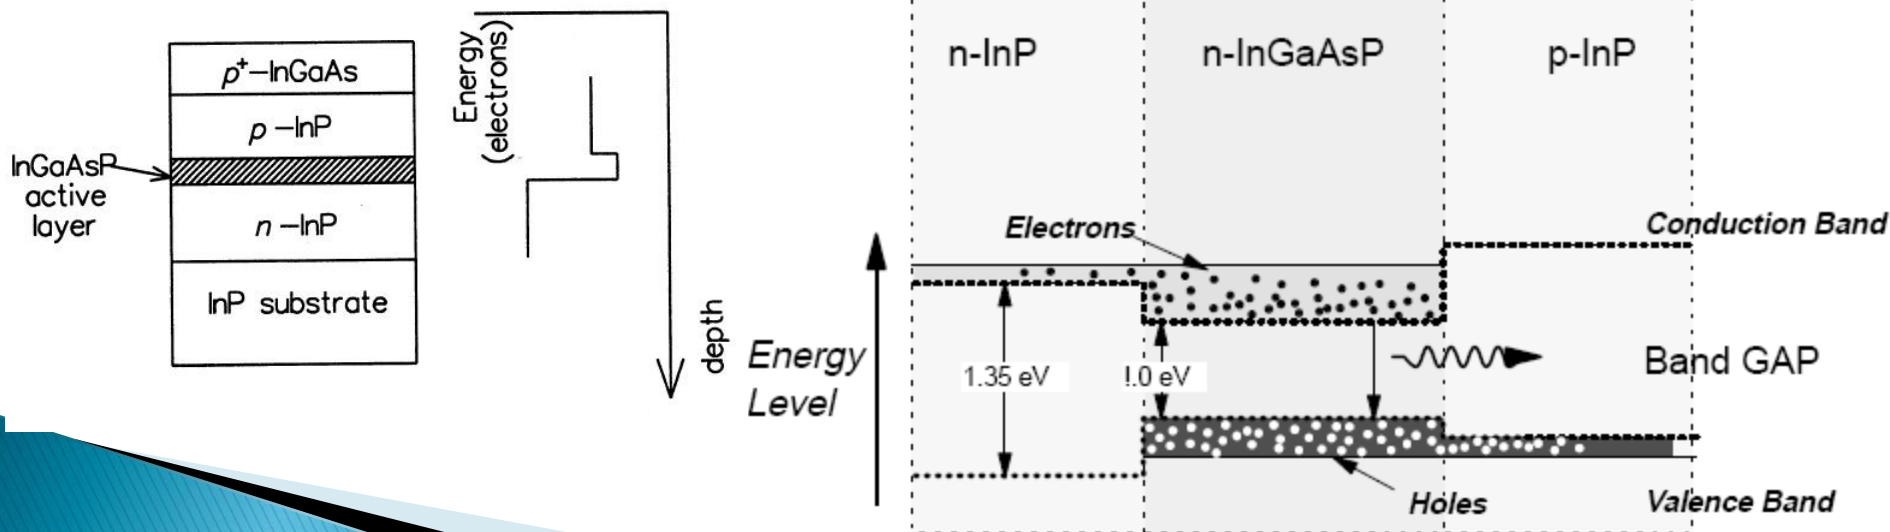 p⁺-InGaAs
p -InP
InGaAsP
active
layer
n -InP
InP substrate
Energy
(electrons)
depth
n-InP
n-InGaAsP
p-InP
Electrons
Conduction Band
Energy
Level
1.35 eV
!.0 eV
Band GAP
Holes
Valence Band